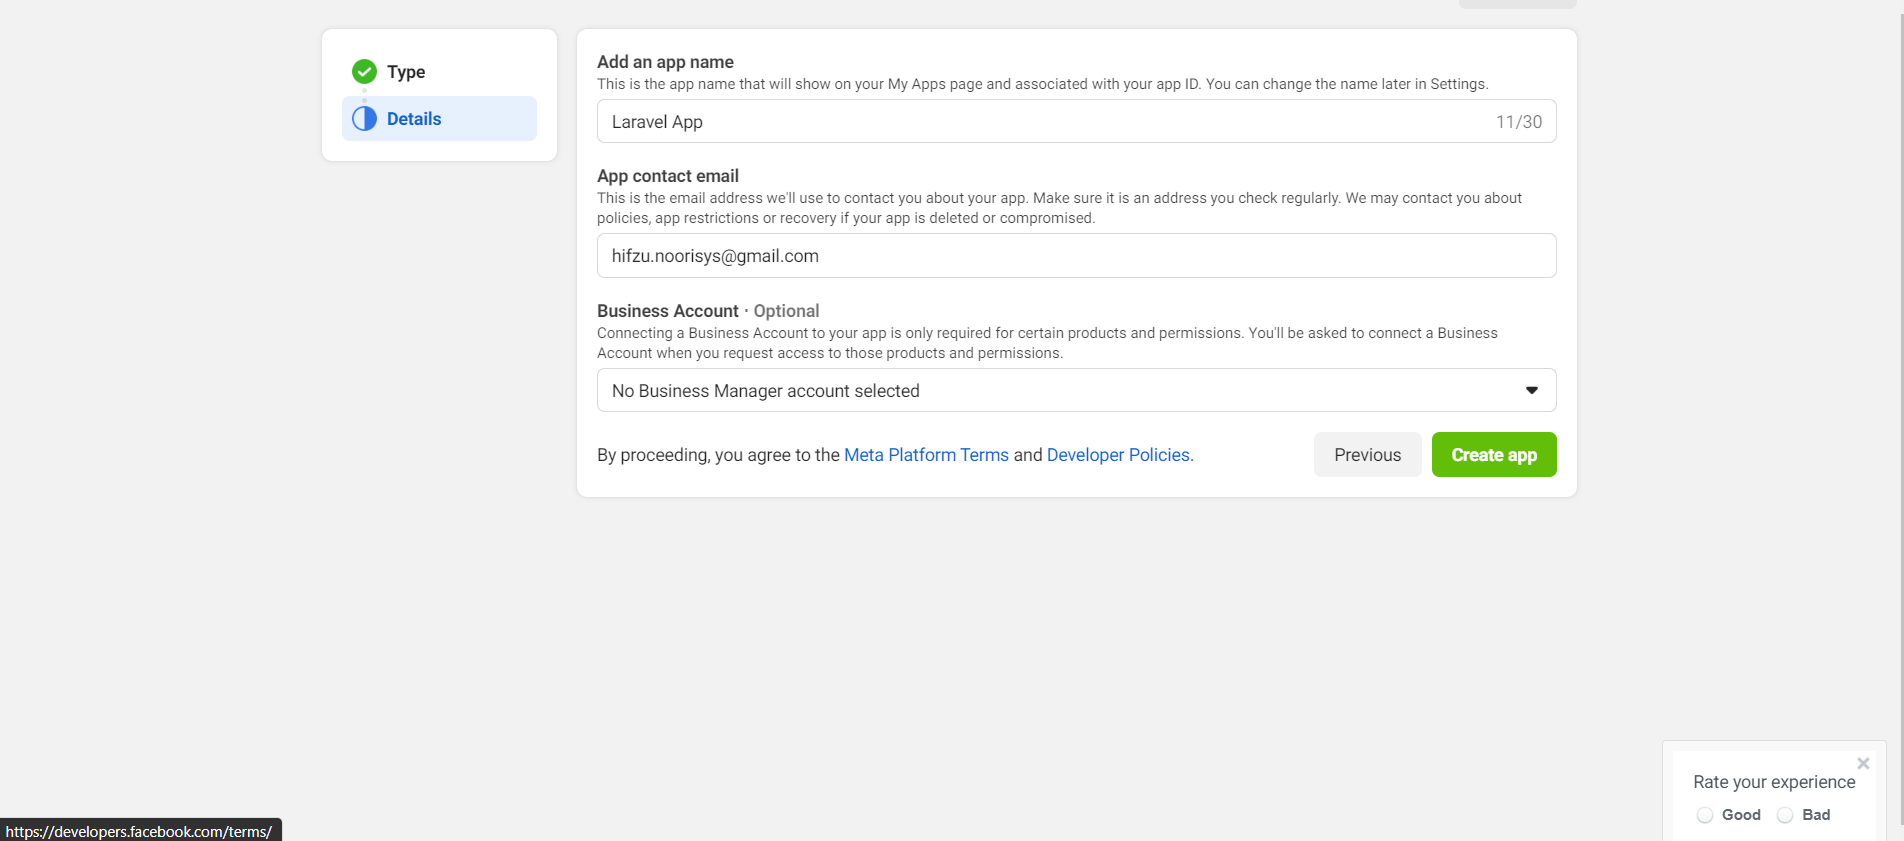 Type
Details
Add an app name
This is the app name that will show on your My Apps page and associated with your app ID. You can change the name later in Settings.
Laravel App 11/30
App contact email
This is the email address we'll use to contact you about your app. Make sure it is an address you check regularly. We may contact you about
policies, app restrictions or recovery if your app is deleted or compromised.
hifzu.noorisys@gmail.com
Business Account · Optional
Connecting a Business Account to your app is only required for certain products and permissions. You'll be asked to connect a Business
Account when you request access to those products and permissions.
No Business Manager account selected
By proceeding, you agree to the Meta Platform Terms and Developer Policies. Previous Create app
Rate your experience
Good Bad
https://developers.facebook.com/terms/